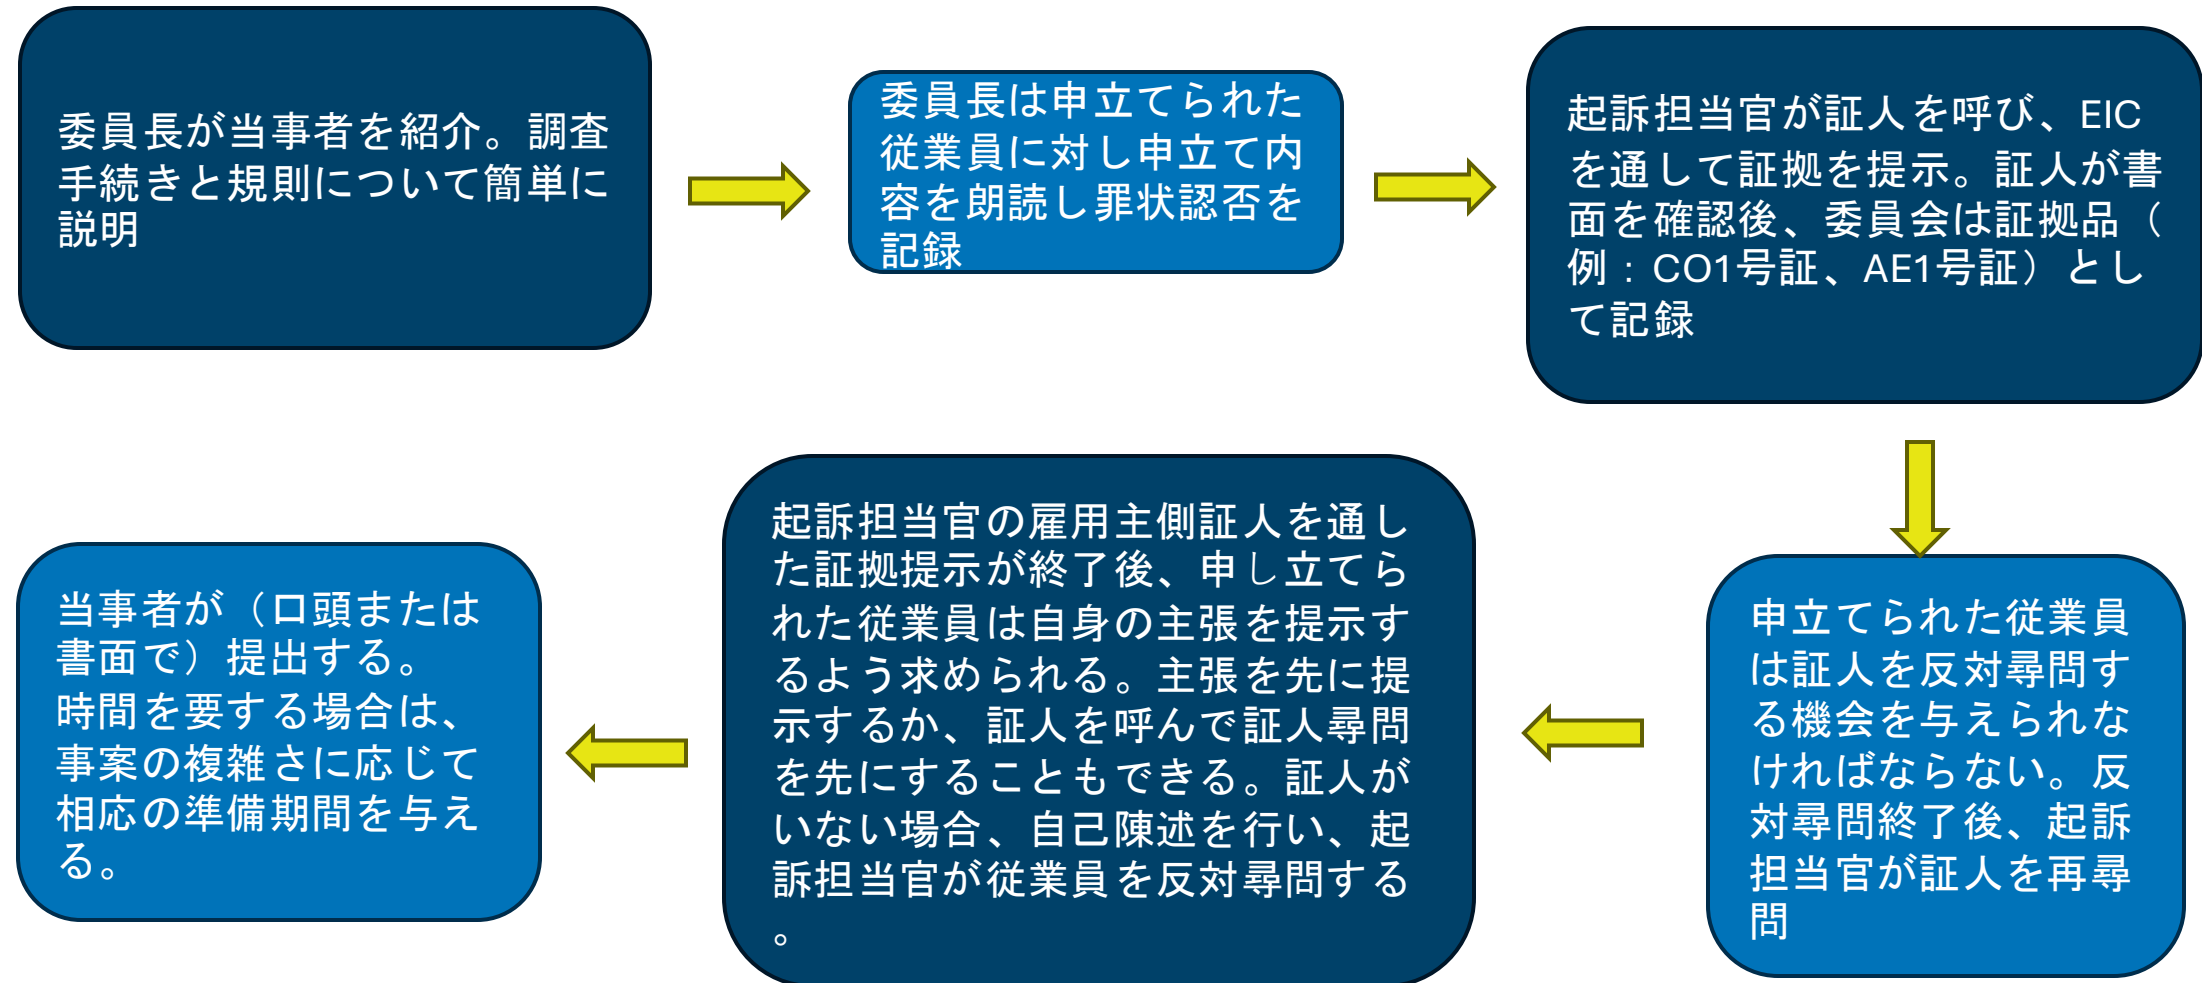 委員長が当事者を紹介。調査
手続きと規則について簡単に
説明
委員長は申立てられた
従業員に対し申立て内
容を朗読し罪状認否を
記録
起訴担当官が証人を呼び、EIC
を通して証拠を提示。証人が書
面を確認後、委員会は証拠品（
例：CO1号証、AE1号証）とし
て記録
申立てられた従業員
は証人を反対尋問す
る機会を与えられな
ければならない。反
対尋問終了後、起訴
担当官が証人を再尋
問
起訴担当官の雇用主側証人を通し
た証拠提示が終了後、申し立てら
れた従業員は自身の主張を提示す
るよう求められる。主張を先に提
示するか、証人を呼んで証人尋問
を先にすることもできる。証人が
いない場合、自己陳述を行い、起
訴担当官が従業員を反対尋問する
。
当事者が（口頭または
書面で）提出する。
時間を要する場合は、
事案の複雑さに応じて
相応の準備期間を与え
る。